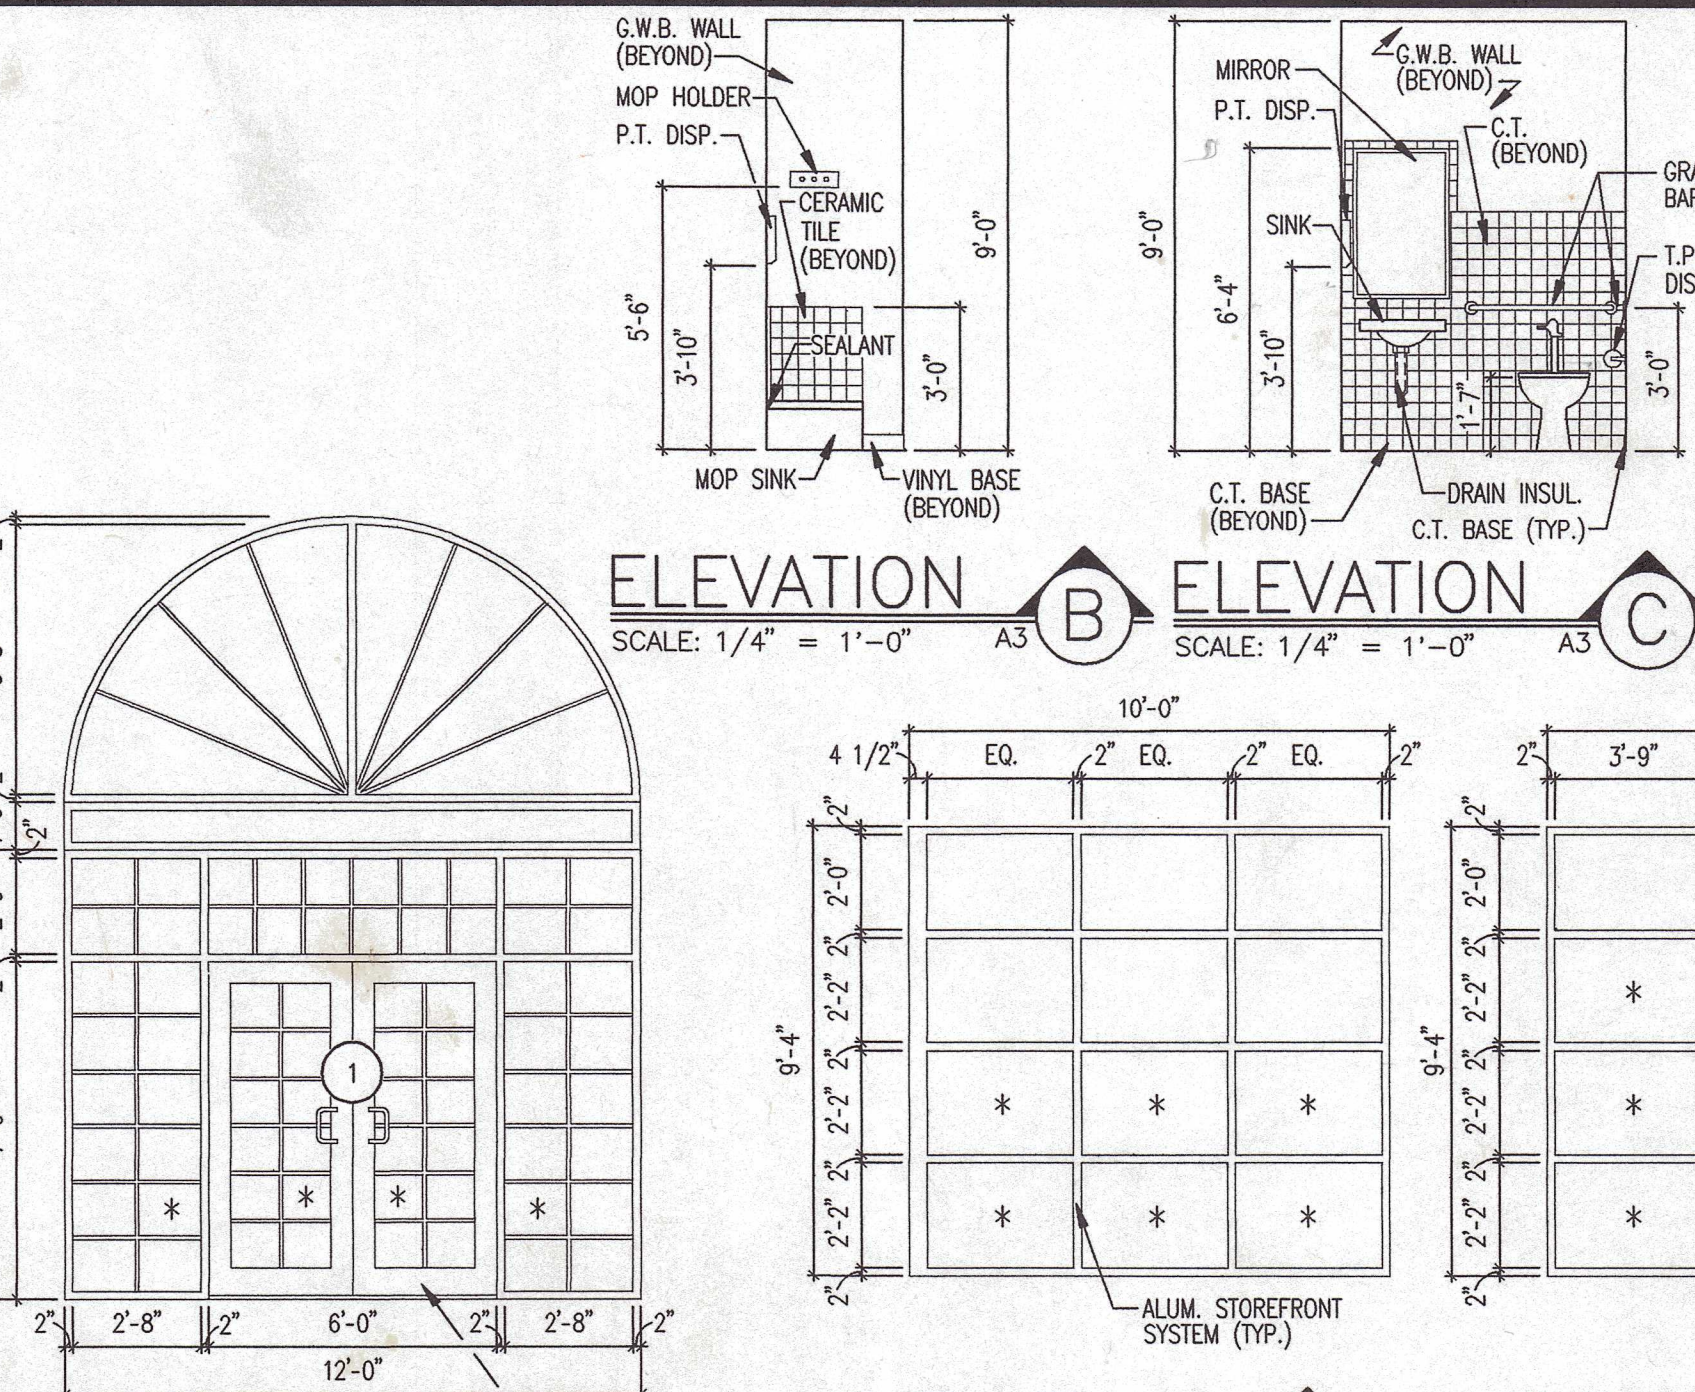 G.W.B. WALL
(BEYOND)
MOP HOLDER
P.T. DISP.
CERAMIC
TILE
(BEYOND)
SEALANT
5'-6"
3'-10"
3'-0"
9'-0"
MOP SINK
VINYL BASE
(BEYOND)
ELEVATION
B
SCALE: 1/4" = 1'-0"
A3
G.W.B. WALL
(BEYOND)
MIRROR
P.T. DISP.
C.T.
(BEYOND)
SINK
9'-0"
6'-4"
3'-10"
1'-7"
3'-0"
C.T. BASE
(BEYOND)
DRAIN INSUL.
C.T. BASE (TYP.)
ELEVATION
C
SCALE: 1/4" = 1'-0"
A3
2"
1
*
*
*
*
2"
2'-8"
2"
6'-0"
2"
2'-8"
2"
12'-0"
10'-0"
4 1/2"
EQ.
2"
EQ.
2"
EQ.
2"
2"
2'-0"
2"
2'-2"
2"
2'-2"
2"
2'-2"
2"
9'-4"
* * *
* * *
ALUM. STOREFRONT
SYSTEM (TYP.)
2"
3'-9"
2"
2'-0"
2"
2'-2"
2"
2'-2"
2"
2'-2"
2"
9'-4"
*
*
*